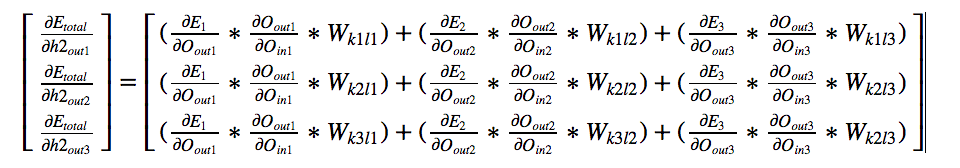 [ ∂E_total/∂h2_out1 ] = [ (∂E_1/∂O_out1 * ∂O_out1/∂O_in1 * W_k1l1) + (∂E_2/∂O_out2 * ∂O_out2/∂O_in2 * W_k1l2) + (∂E_3/∂O_out3 * ∂O_out3/∂O_in3 * W_k1l3) ]
[ ∂E_total/∂h2_out2 ] = [ (∂E_1/∂O_out1 * ∂O_out1/∂O_in1 * W_k2l1) + (∂E_2/∂O_out2 * ∂O_out2/∂O_in2 * W_k2l2) + (∂E_3/∂O_out3 * ∂O_out3/∂O_in3 * W_k2l3) ]
[ ∂E_total/∂h2_out3 ] = [ (∂E_1/∂O_out1 * ∂O_out1/∂O_in1 * W_k3l1) + (∂E_2/∂O_out2 * ∂O_out2/∂O_in2 * W_k3l2) + (∂E_3/∂O_out3 * ∂O_out3/∂O_in3 * W_k2l3) ]